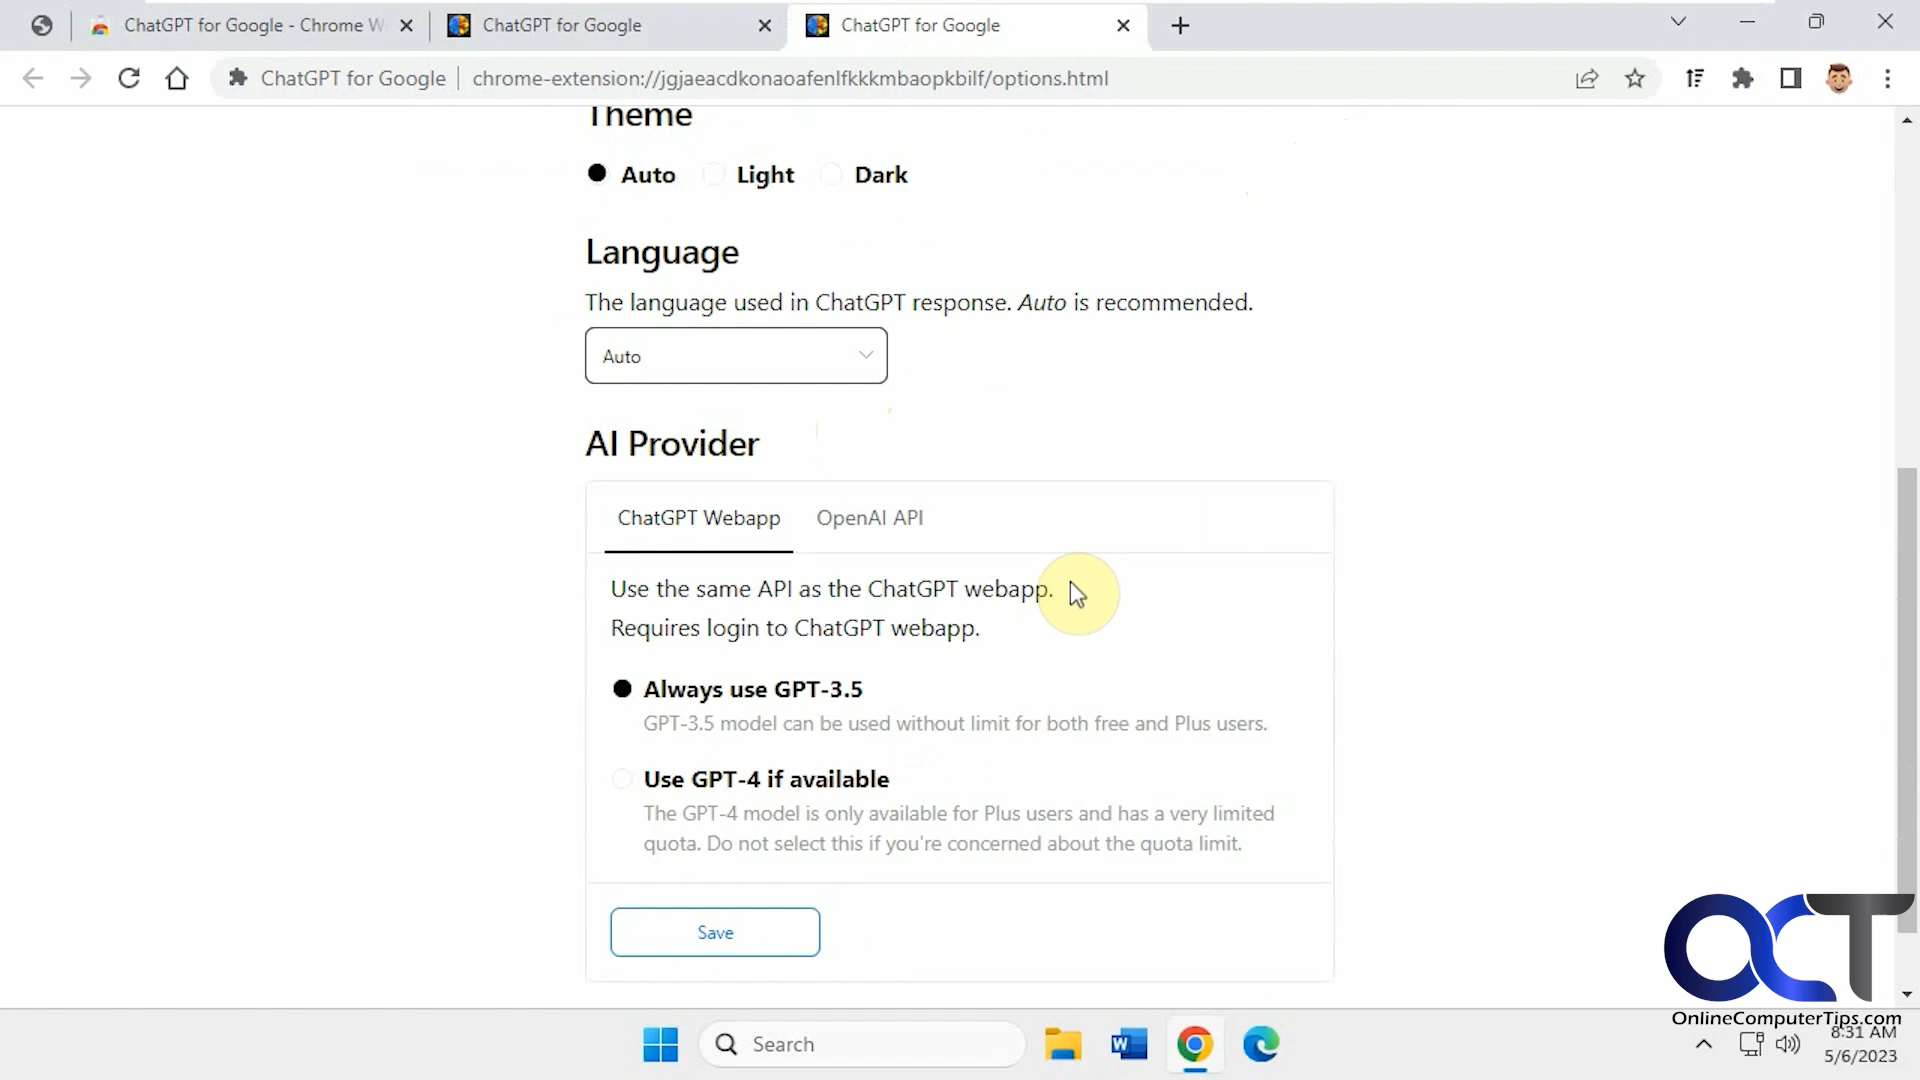 ChatGPT for Google - Chrome W
ChatGPT for Google
ChatGPT for Google
ChatGPT for Google
chrome-extension://jgjaeacdkonaoafenlfkkkmbaopkbilf/options.html
Theme
Auto
Light
Dark
Language
The language used in ChatGPT response. Auto is recommended.
Auto
AI Provider
ChatGPT Webapp
OpenAI API
Use the same API as the ChatGPT webapp.
Requires login to ChatGPT webapp.
Always use GPT-3.5
GPT-3.5 model can be used without limit for both free and Plus users.
Use GPT-4 if available
The GPT-4 model is only available for Plus users and has a very limited
quota. Do not select this if you're concerned about the quota limit.
Save
OCT
OnlineComputerTips.com
W
Search
8:31 AM
5/6/2023